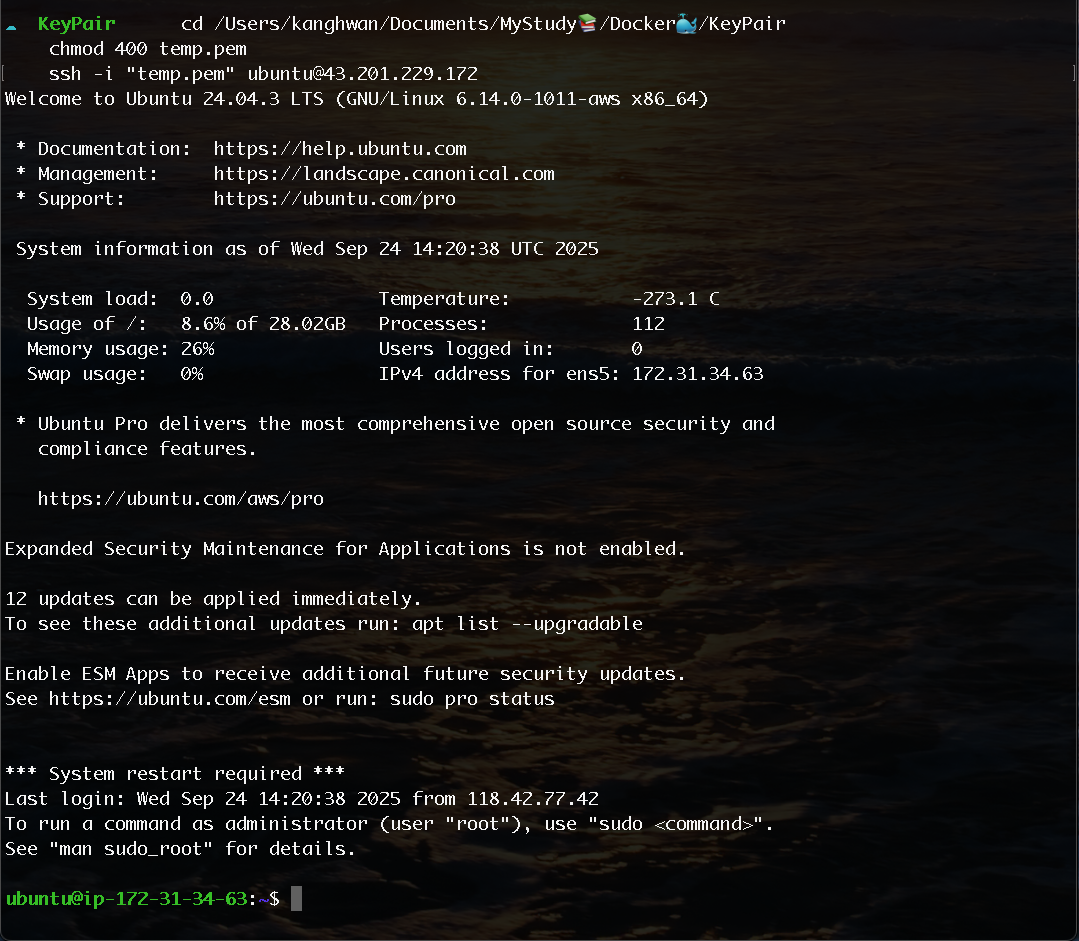 KeyPair cd /Users/kanghwan/Documents/MyStudy📚/Docker🐳/KeyPair
chmod 400 temp.pem
ssh -i "temp.pem" ubuntu@43.201.229.172
Welcome to Ubuntu 24.04.3 LTS (GNU/Linux 6.14.0-1011-aws x86_64)
* Documentation: https://help.ubuntu.com
* Management: https://landscape.canonical.com
* Support: https://ubuntu.com/pro
System information as of Wed Sep 24 14:20:38 UTC 2025
System load: 0.0 Temperature: -273.1 C
Usage of /: 8.6% of 28.02GB Processes: 112
Memory usage: 26% Users logged in: 0
Swap usage: 0% IPv4 address for ens5: 172.31.34.63
* Ubuntu Pro delivers the most comprehensive open source security and
compliance features.
https://ubuntu.com/aws/pro
Expanded Security Maintenance for Applications is not enabled.
12 updates can be applied immediately.
To see these additional updates run: apt list --upgradable
Enable ESM Apps to receive additional future security updates.
See https://ubuntu.com/esm or run: sudo pro status
*** System restart required ***
Last login: Wed Sep 24 14:20:38 2025 from 118.42.77.42
To run a command as administrator (user "root"), use "sudo <command>".
See "man sudo_root" for details.
ubuntu@ip-172-31-34-63:~$